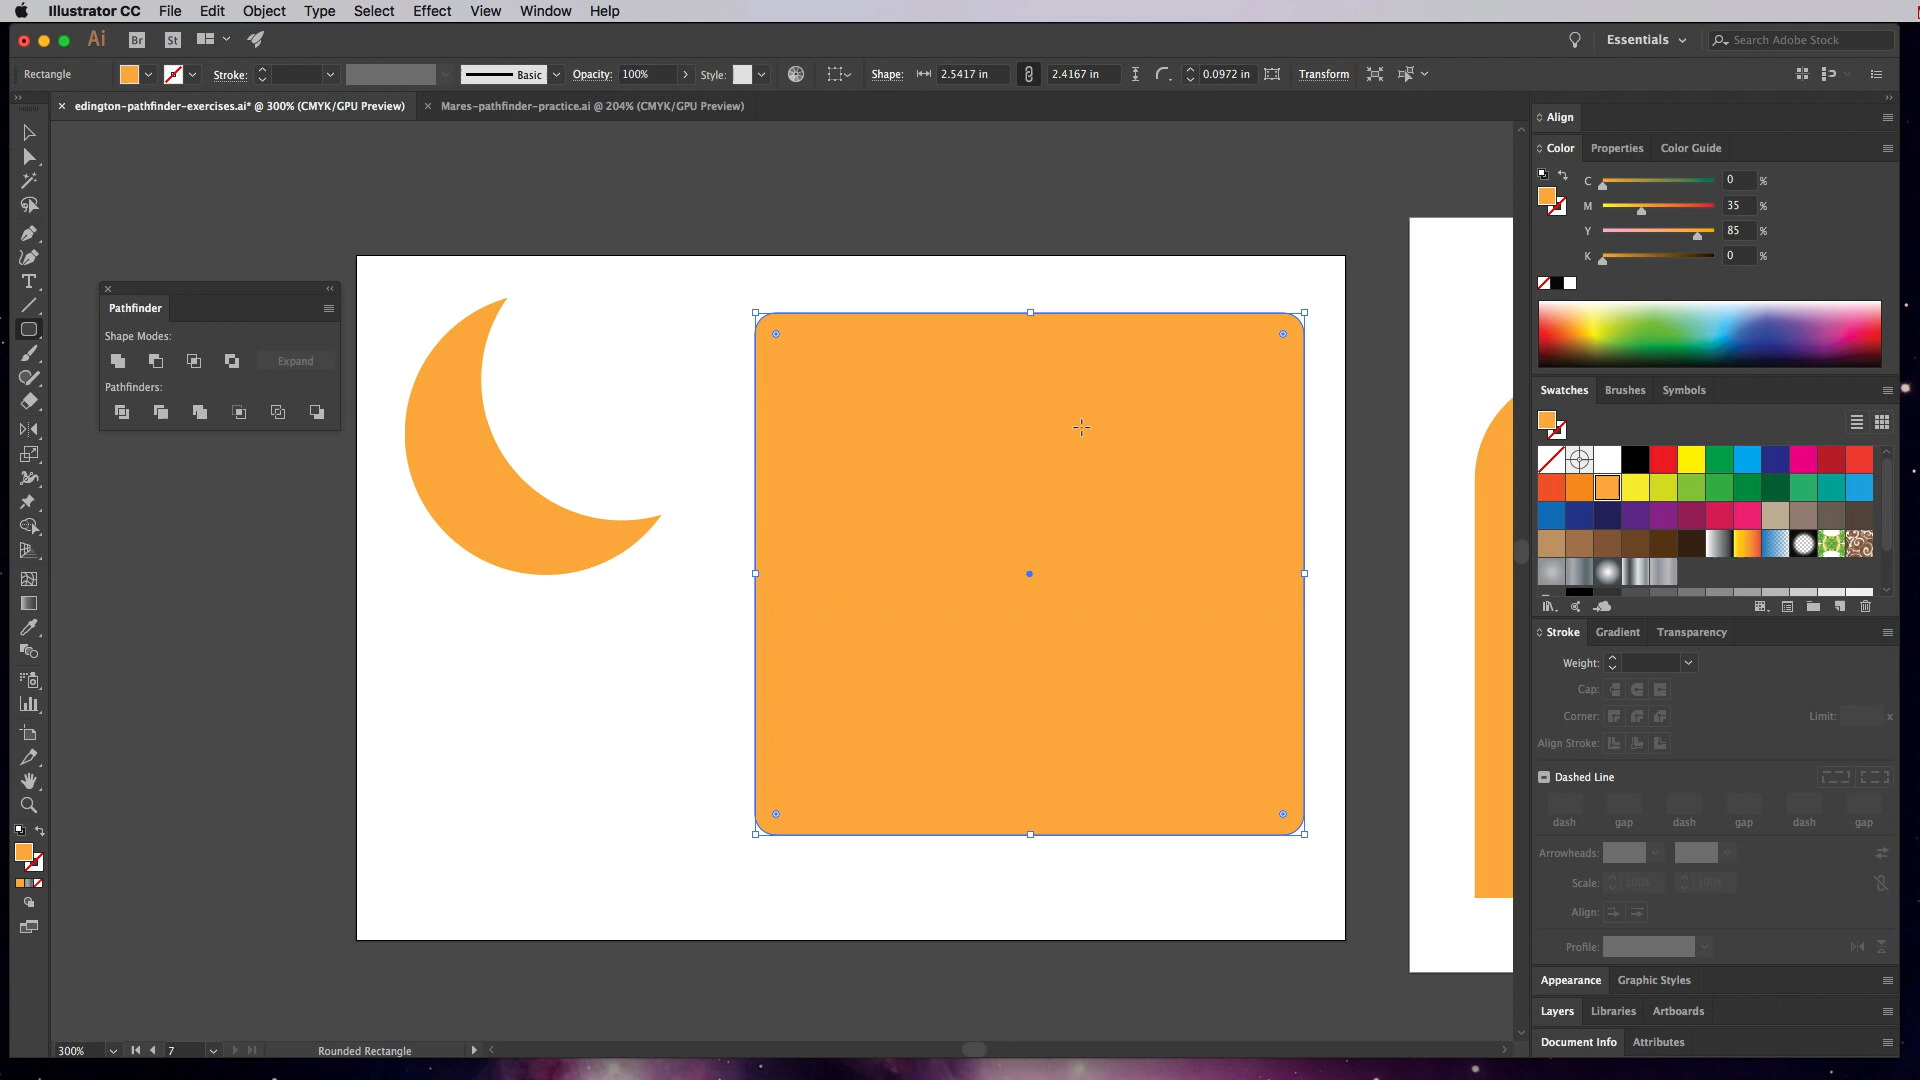 Illustrator CC File Edit Object Type Select Effect View Window Help
Ai Br St Essentials Search Adobe Stock
Rectangle Stroke: Basic Opacity: 100% Style: Shape: 2.5417 in 2.4167 in 0.0972 in Transform
edington-pathfinder-exercises.ai* @ 300% (CMYK/GPU Preview) Mares-pathfinder-practice.ai @ 204% (CMYK/GPU Preview)
Align
Color Properties Color Guide
C 0 %
M 35 %
Y 85 %
K 0 %
Pathfinder
Shape Modes:
Expand
Pathfinders:
Swatches Brushes Symbols
Stroke Gradient Transparency
Weight:
Cap:
Corner: Limit: x
Align Stroke:
Dashed Line
dash gap dash gap dash gap
Arrowheads:
Scale: 100% 100%
Align:
Profile:
Appearance Graphic Styles
Layers Libraries Artboards
Document Info Attributes
300% 7 Rounded Rectangle